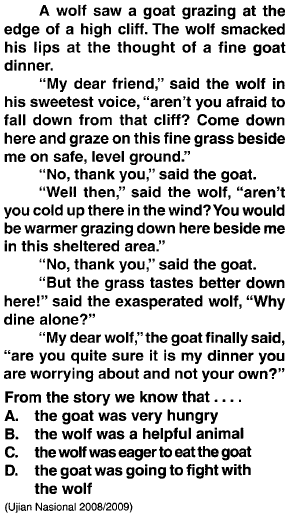 A wolf saw a goat grazing at the
edge of a high cliff. The wolf smacked
his lips at the thought of a fine goat
dinner.
“My dear friend,” said the wolf in
his sweetest voice, “aren’t you afraid to
fall down from that cliff? Come down
here and graze on this fine grass beside
me on safe, level ground.”
“No, thank you,” said the goat.
“Well then,” said the wolf, “aren’t
you cold up there in the wind? You would
be warmer grazing down here beside me
in this sheltered area.”
“No, thank you,” said the goat.
“But the grass tastes better down
here!” said the exasperated wolf, “Why
dine alone?”
“My dear wolf,” the goat finally said,
“are you quite sure it is my dinner you
are worrying about and not your own?”
From the story we know that . . . .
A. the goat was very hungry
B. the wolf was a helpful animal
C. the wolf was eager to eat the goat
D. the goat was going to fight with
the wolf
(Ujian Nasional 2008/2009)